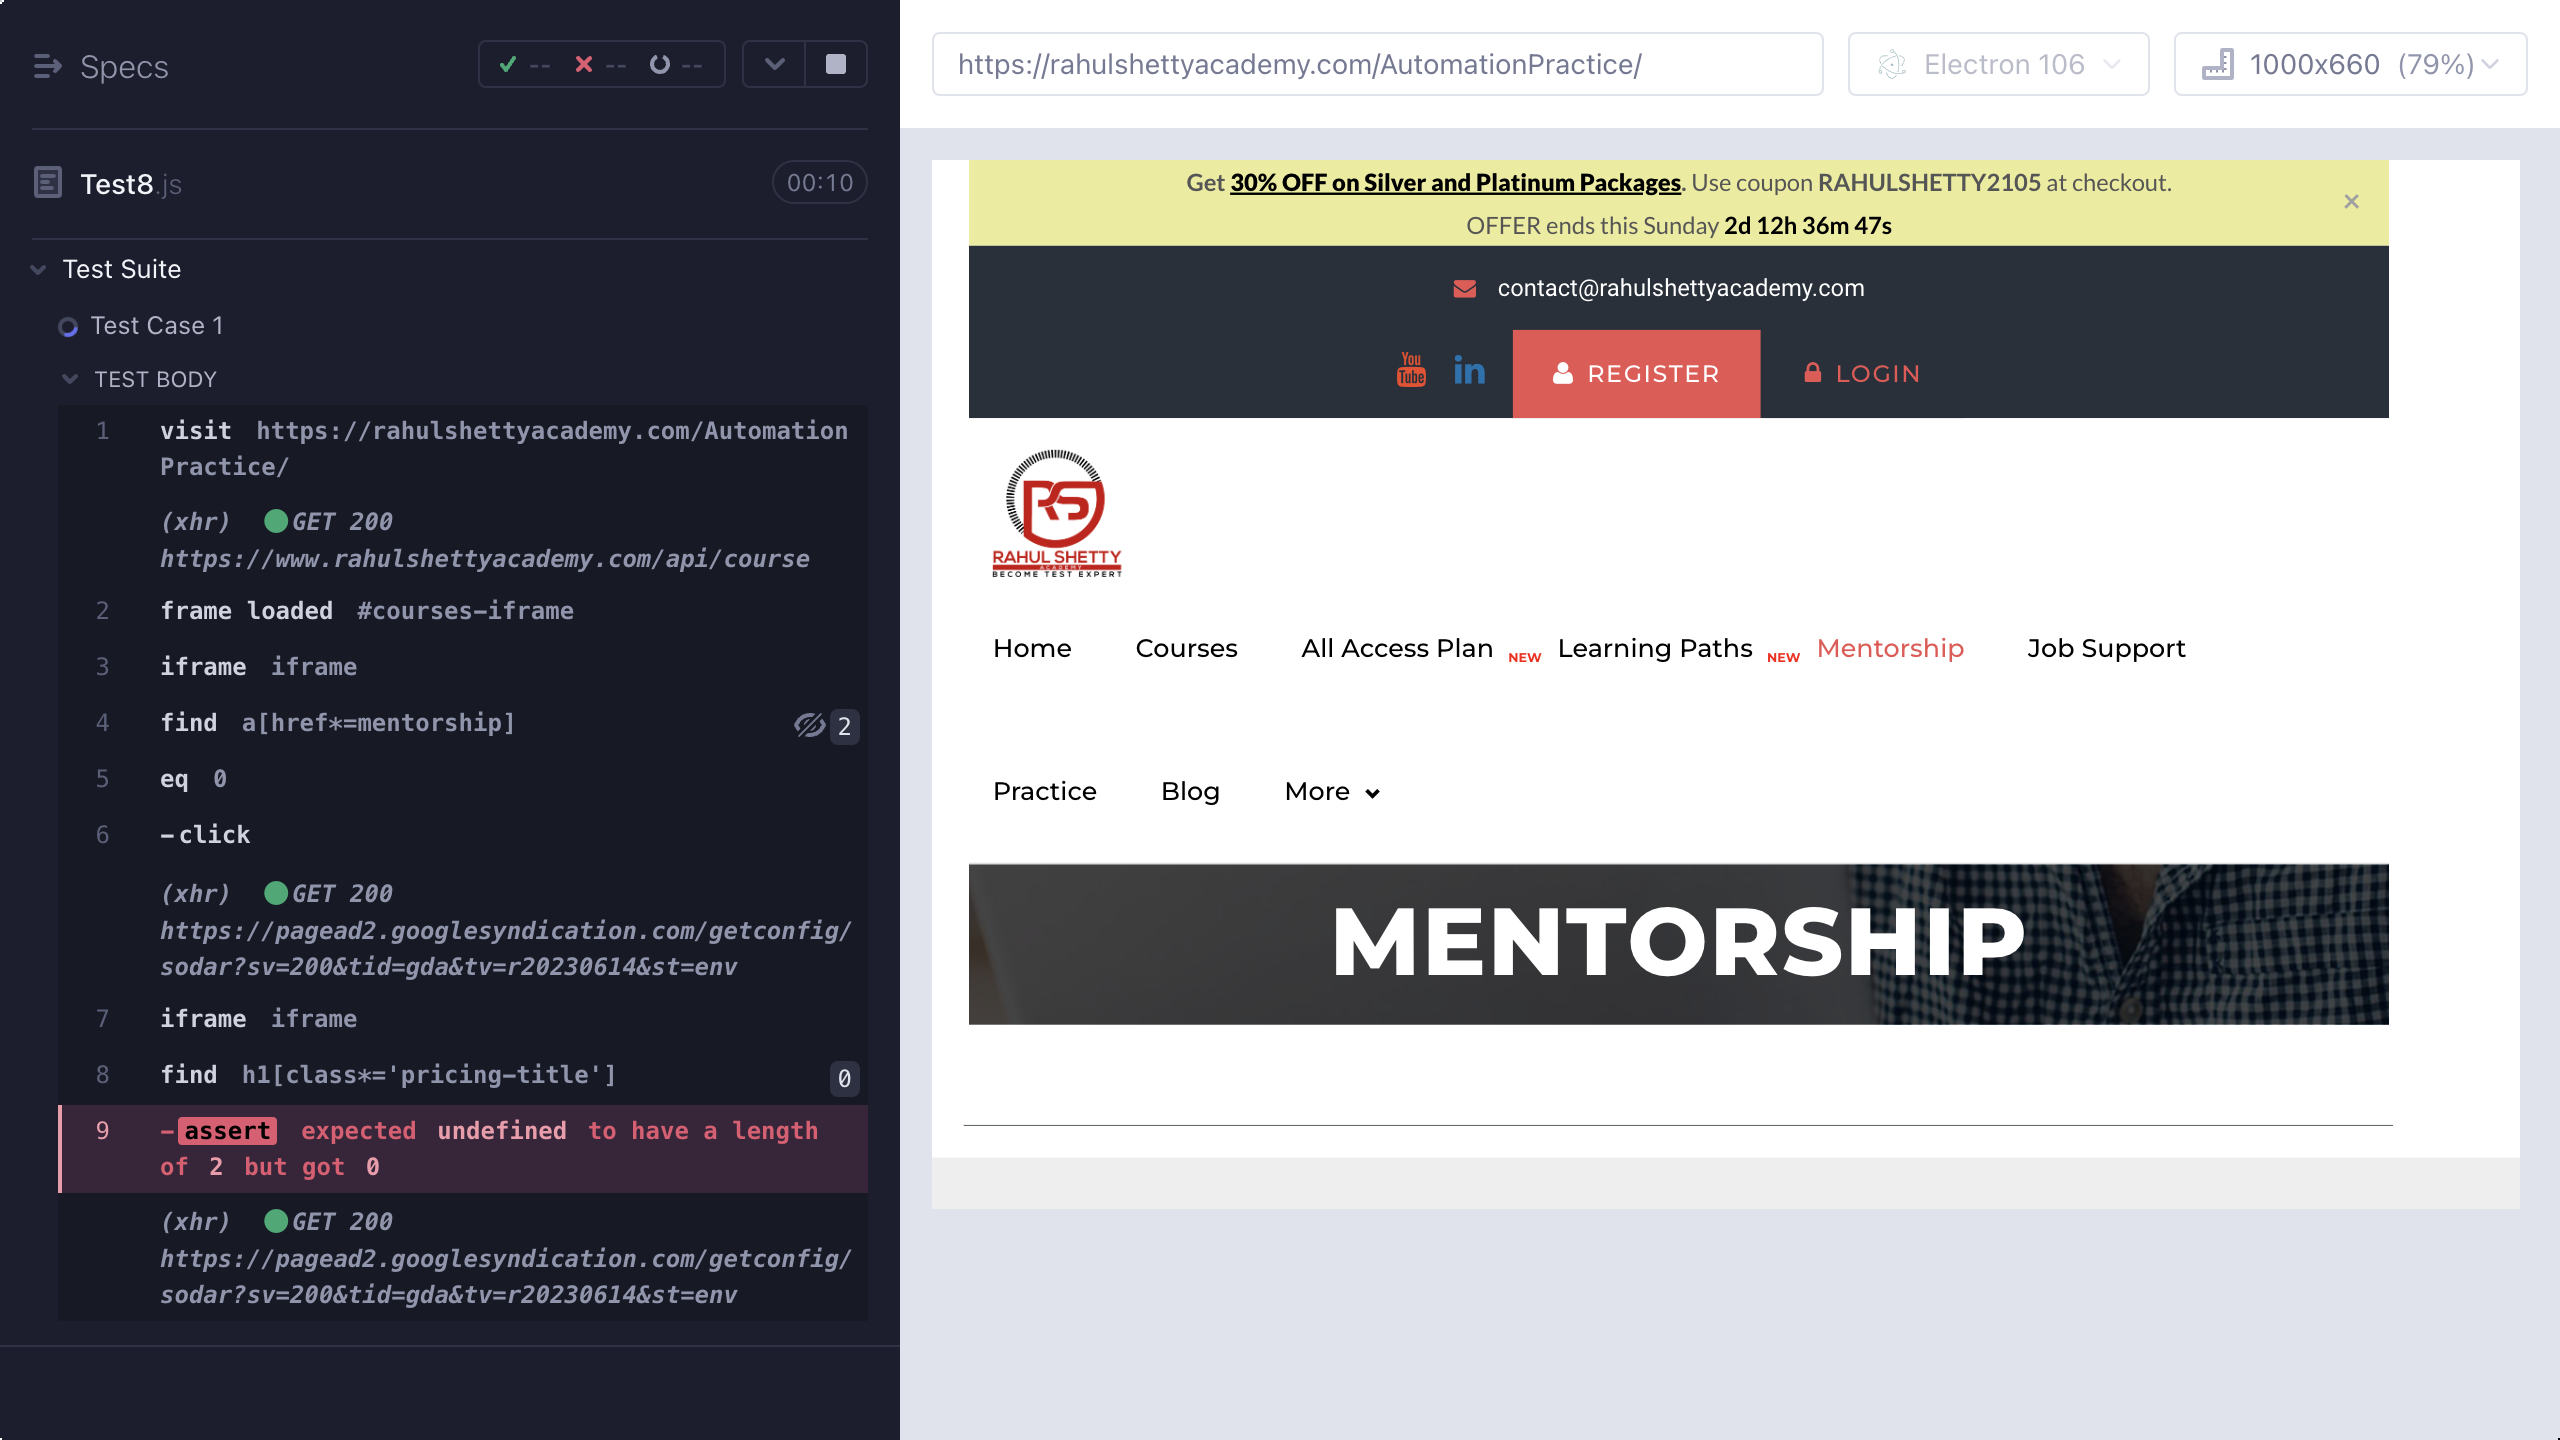 Specs
-- -- --
Test8.js
00:10
Test Suite
Test Case 1
TEST BODY
1 visit https://rahulshettyacademy.com/Automation
Practice/
(xhr) GET 200
https://www.rahulshettyacademy.com/api/course
2 frame loaded #courses-iframe
3 iframe iframe
4 find a[href*=mentorship] 2
5 eq 0
6 -click
(xhr) GET 200
https://pagead2.googlesyndication.com/getconfig/
sodar?sv=200&tid=gda&tv=r20230614&st=env
7 iframe iframe
8 find h1[class*='pricing-title'] 0
9 -assert expected undefined to have a length
of 2 but got 0
(xhr) GET 200
https://pagead2.googlesyndication.com/getconfig/
sodar?sv=200&tid=gda&tv=r20230614&st=env
https://rahulshettyacademy.com/AutomationPractice/
Electron 106
1000x660 (79%)
Get 30% OFF on Silver and Platinum Packages. Use coupon RAHULSHETTY2105 at checkout.
OFFER ends this Sunday 2d 12h 36m 47s
×
contact@rahulshettyacademy.com
You
Tube
in
REGISTER
LOGIN
RS
RAHUL SHETTY
ACADEMY
BECOME TEST EXPERT
Home Courses All Access Plan NEW Learning Paths NEW Mentorship Job Support
Practice Blog More
MENTORSHIP